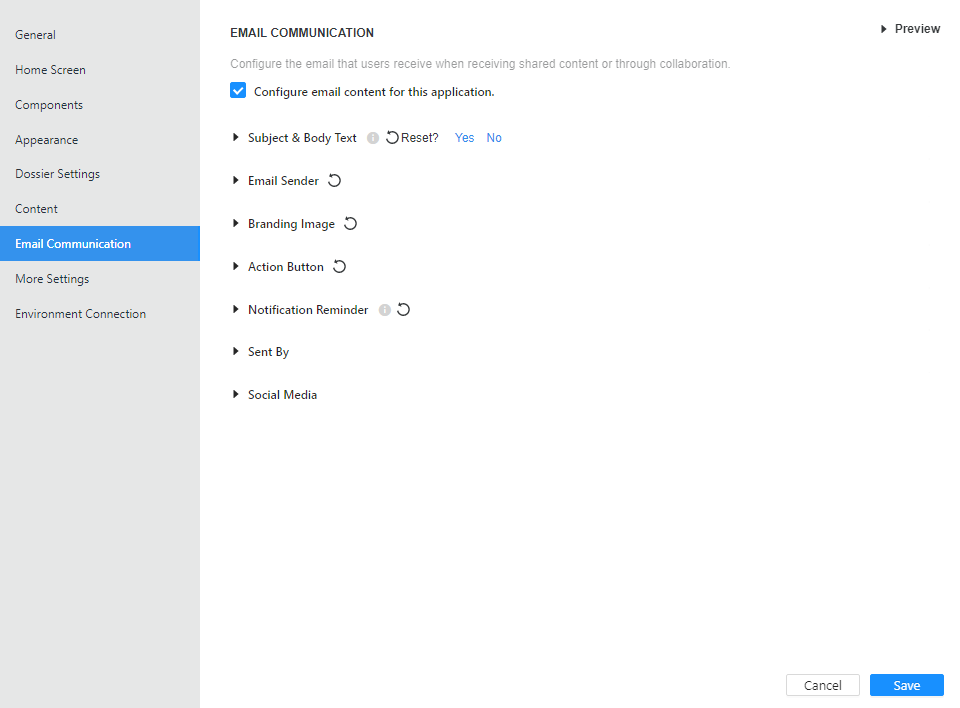 General
Home Screen
Components
Appearance
Dossier Settings
Content
Email Communication
More Settings
Environment Connection
EMAIL COMMUNICATION
Preview
Configure the email that users receive when receiving shared content or through collaboration.
Configure email content for this application.
Subject & Body Text Reset? Yes No
Email Sender
Branding Image
Action Button
Notification Reminder
Sent By
Social Media
Cancel Save